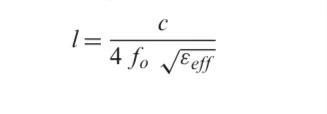 l = c / (4 f_o √ε_eff)